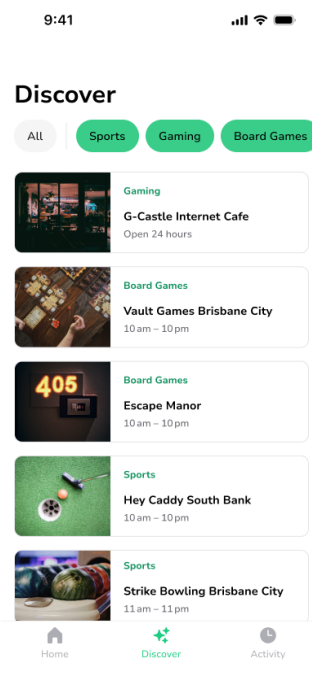 9:41
Discover
All
Sports
Gaming
Board Games
Gaming
G-Castle Internet Cafe
Open 24 hours
Board Games
Vault Games Brisbane City
10 am – 10 pm
405
Board Games
Escape Manor
10 am – 10 pm
Sports
Hey Caddy South Bank
10 am – 10 pm
Sports
Strike Bowling Brisbane City
11 am – 11 pm
Home
Discover
Activity